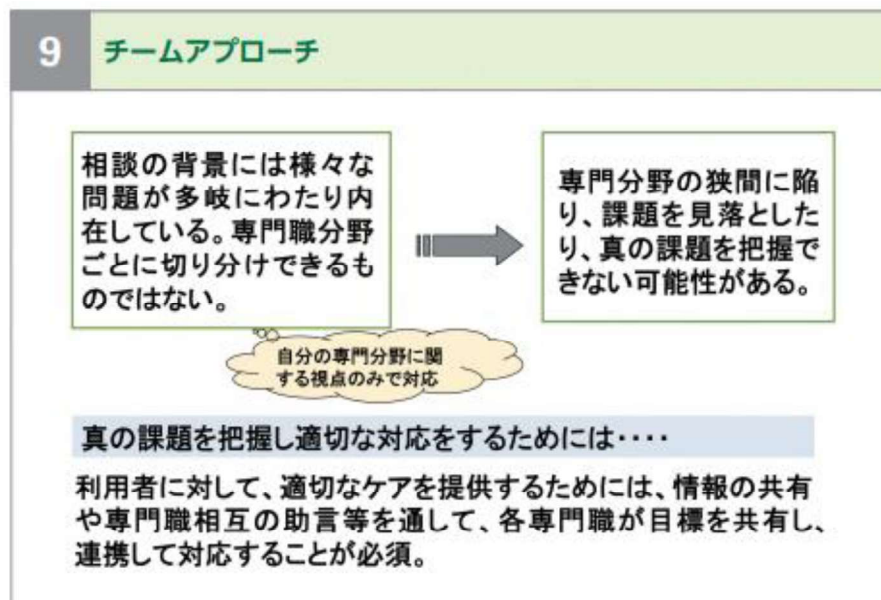 9
チームアプローチ
相談の背景には様々な
問題が多岐にわたり内
在している。専門職分野
ごとに切り分けできるも
のではない。
専門分野の狭間に陥
り、課題を見落とした
り、真の課題を把握で
きない可能性がある。
自分の専門分野に関
する視点のみで対応
真の課題を把握し適切な対応をするためには‥‥
利用者に対して、適切なケアを提供するためには、情報の共有
や専門職相互の助言等を通して、各専門職が目標を共有し、
連携して対応することが必須。